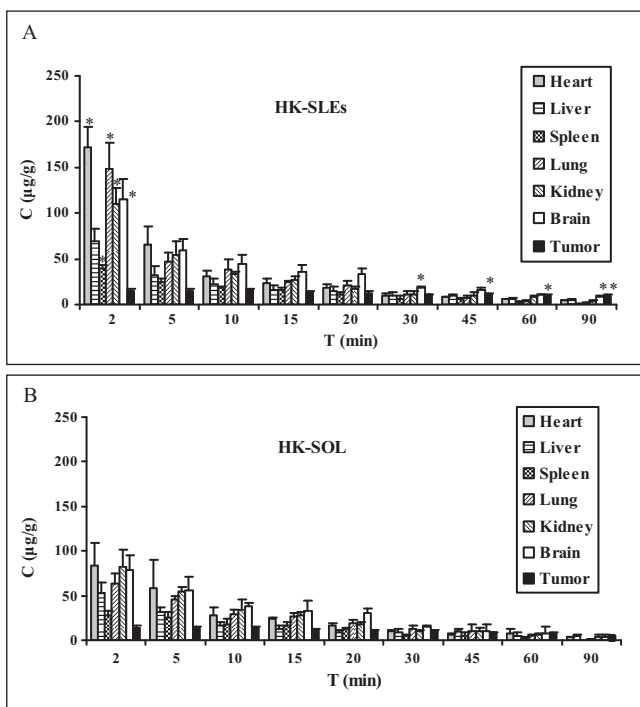 A
HK-SLEs
C (µg/g)
250
200
150
100
50
0
* * * * * * * * * *
Heart
Liver
Spleen
Lung
Kidney
Brain
Tumor
2 5 10 15 20 30 45 60 90
T (min)
B
HK-SOL
C (µg/g)
250
200
150
100
50
0
Heart
Liver
Spleen
Lung
Kidney
Brain
Tumor
2 5 10 15 20 30 45 60 90
T (min)